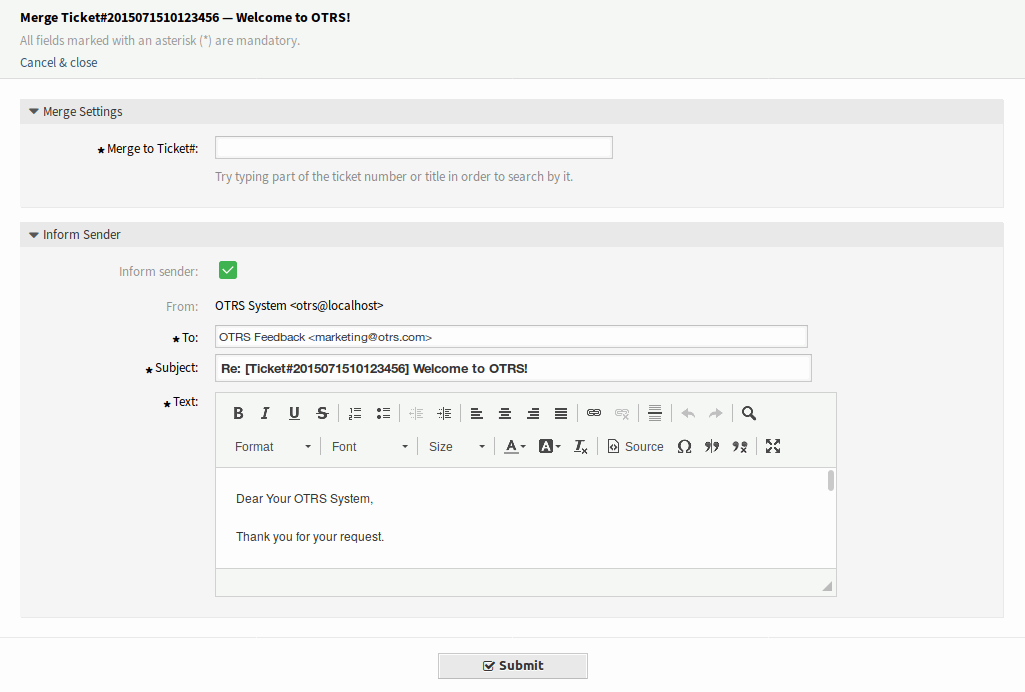 Merge Ticket#2015071510123456 — Welcome to OTRS!
All fields marked with an asterisk (*) are mandatory.
Cancel & close
Merge Settings
★ Merge to Ticket#:
Try typing part of the ticket number or title in order to search by it.
Inform Sender
Inform sender:
From: OTRS System <otrs@localhost>
★ To: OTRS Feedback <marketing@otrs.com>
★ Subject: Re: [Ticket#2015071510123456] Welcome to OTRS!
★ Text:
B I U S
Format Font Size A A Tx Source Ω
Dear Your OTRS System,
Thank you for your request.
Submit